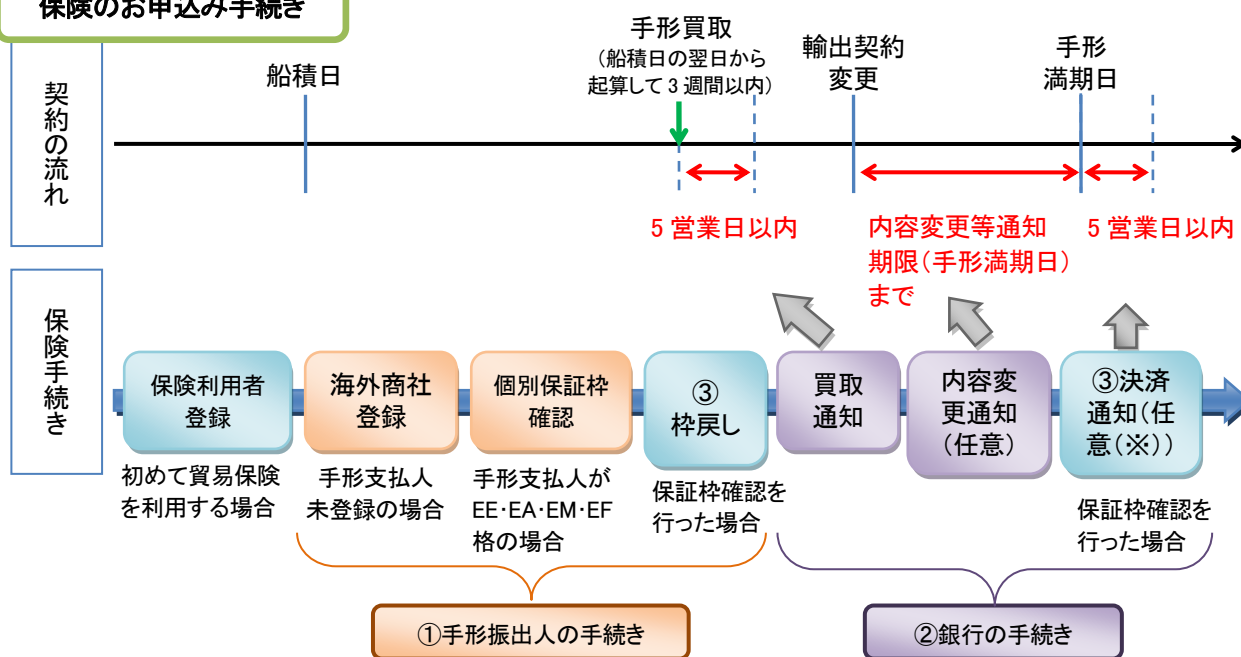 保険のお申込み手続き
契約の流れ
船積日
手形買取
（船積日の翌日から
起算して3週間以内）
輸出契約
変更
手形
満期日
5営業日以内
内容変更等通知
期限（手形満期日）
まで
5営業日以内
保険手続き
保険利用者
登録
海外商社
登録
個別保証枠
確認
③
枠戻し
買取
通知
内容変
更通知
（任意）
③決済
通知（任
意（※））
初めて貿易保険
を利用する場合
手形支払人
未登録の場合
手形支払人が
EE・EA・EM・EF
格の場合
保証枠確認を
行った場合
保証枠確認を
行った場合
①手形振出人の手続き
②銀行の手続き